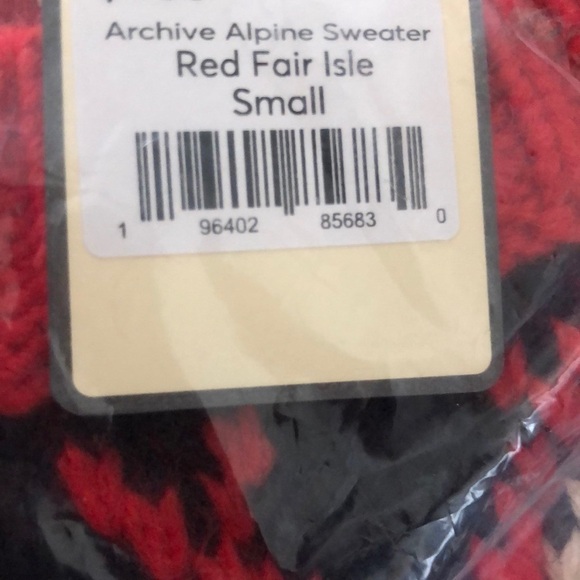 Archive Alpine Sweater
Red Fair Isle
Small
1 96402 85683 0